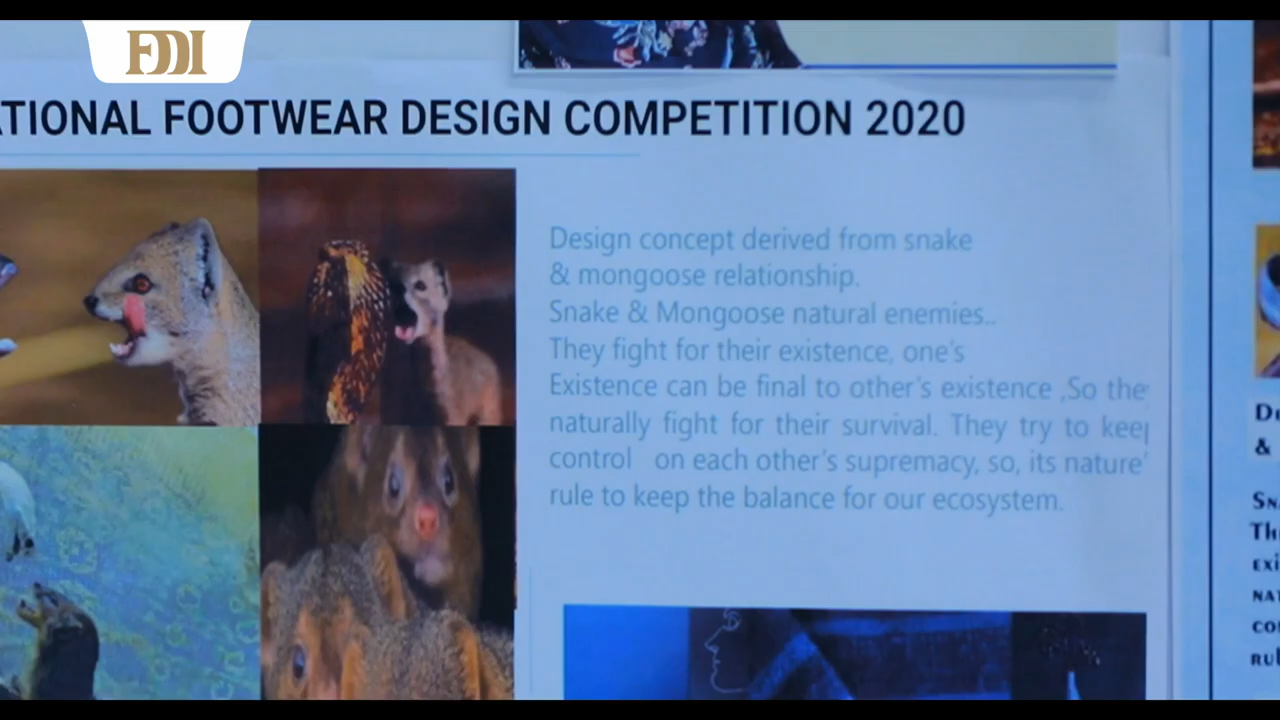 FDDI
ATIONAL FOOTWEAR DESIGN COMPETITION 2020
Design concept derived from snake
& mongoose relationship.
Snake & Mongoose natural enemies..
They fight for their existence, one's
Existence can be final to other's existence ,So the
naturally fight for their survival. They try to keep
control on each other's supremacy, so, its nature'
rule to keep the balance for our ecosystem.
&